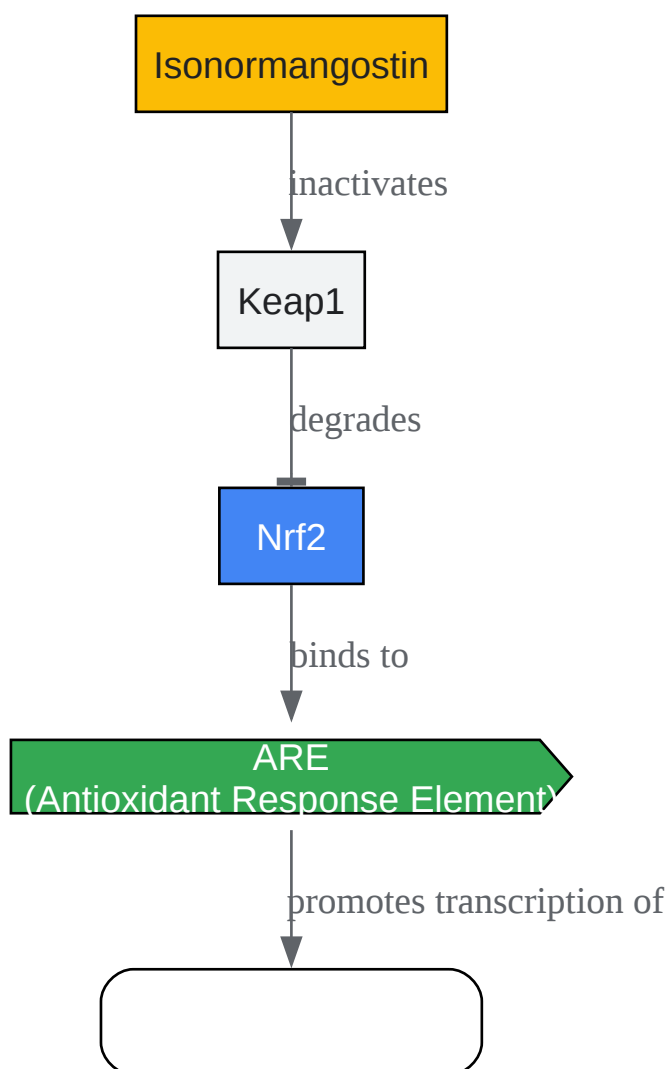 Isonormangostin
inactivates
Keap1
degrades
Nrf2
binds to
ARE
(Antioxidant Response Element)
promotes transcription of